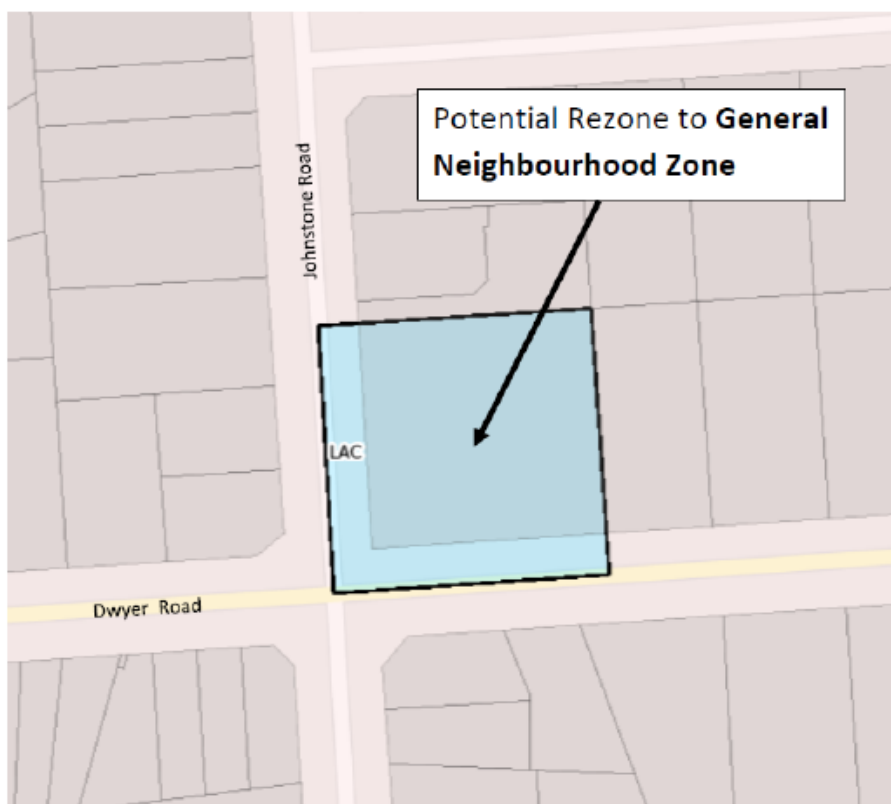 Potential Rezone to General
Neighbourhood Zone
Johnstone Road
LAC
Dwyer Road